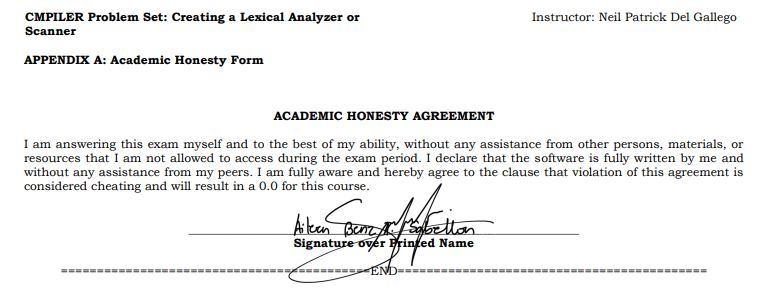 CMPILER Problem Set: Creating a Lexical Analyzer or Instructor: Neil Patrick Del Gallego
Scanner
APPENDIX A: Academic Honesty Form
ACADEMIC HONESTY AGREEMENT
I am answering this exam myself and to the best of my ability, without any assistance from other persons, materials, or
resources that I am not allowed to access during the exam period. I declare that the software is fully written by me and
without any assistance from my peers. I am fully aware and hereby agree to the clause that violation of this agreement is
considered cheating and will result in a 0.0 for this course.
Signature over Printed Name
END